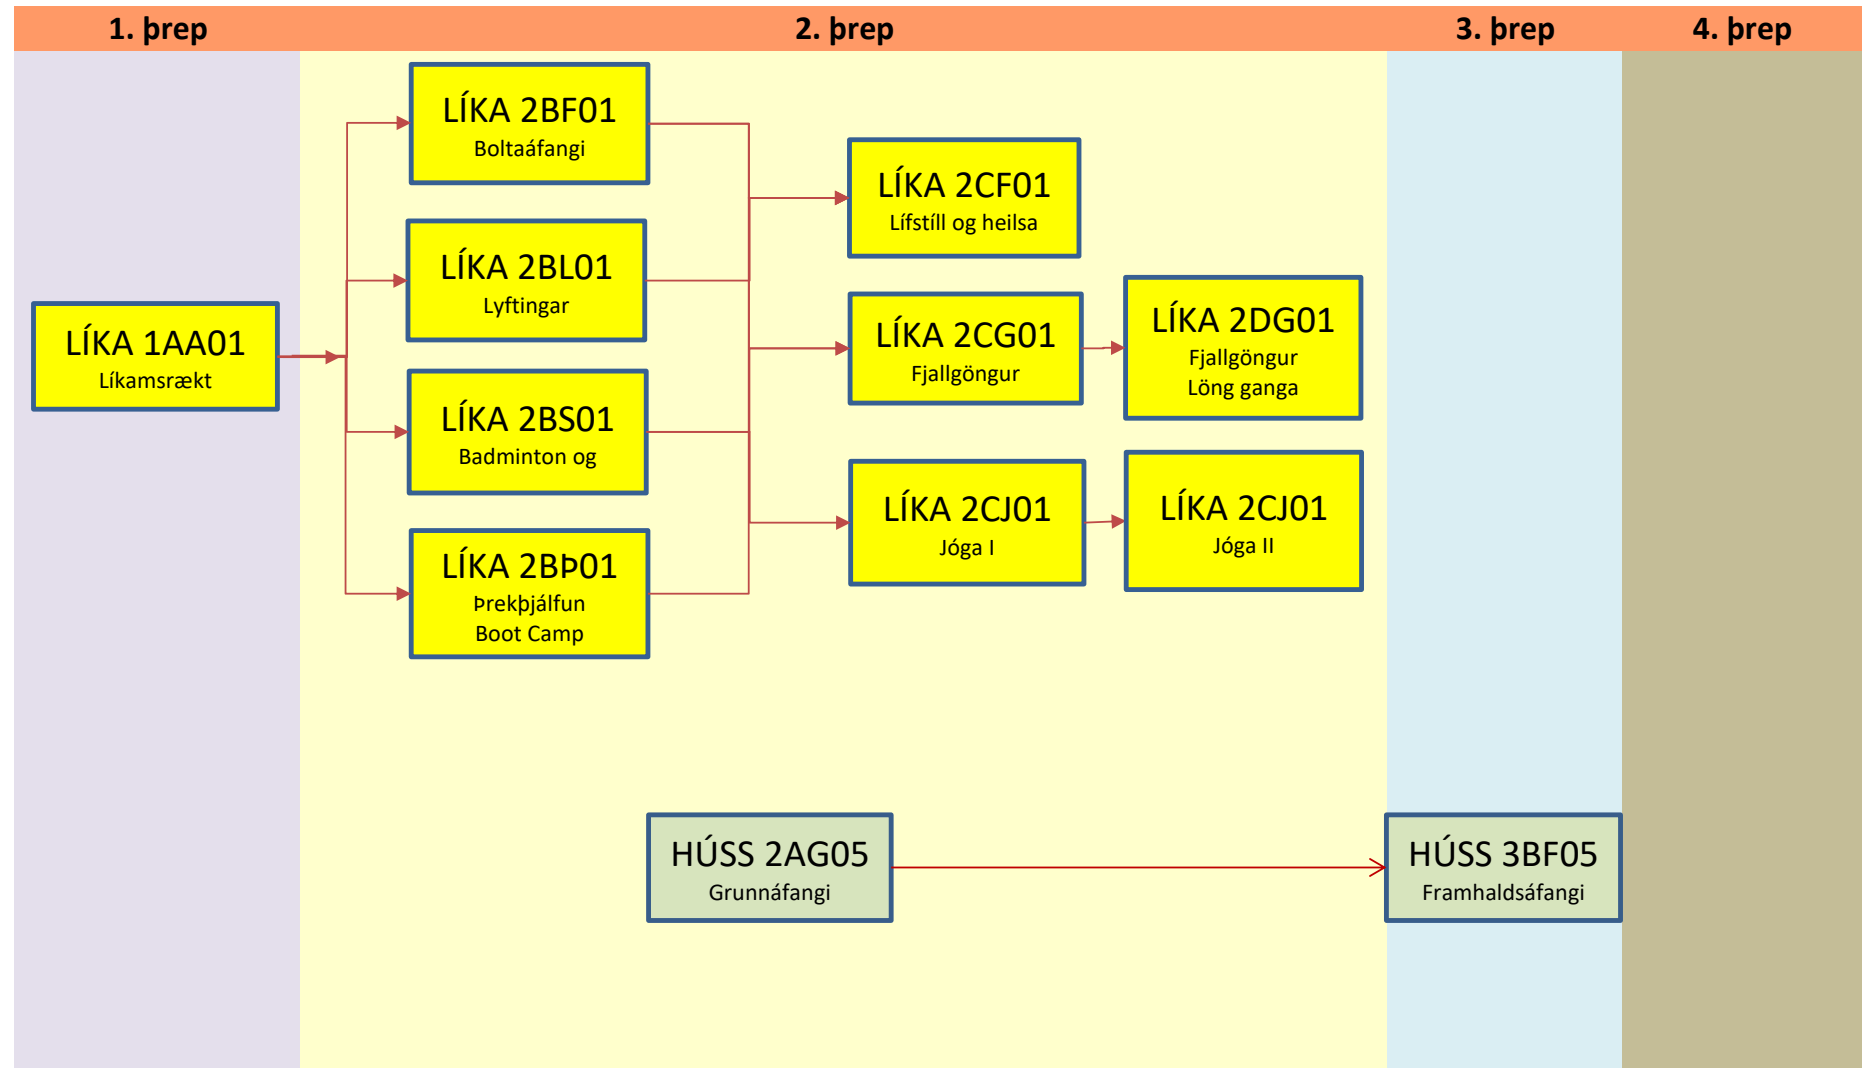 1. þrep
2. þrep
3. þrep
4. þrep
LÍKA 1AA01
Líkamsrækt
LÍKA 2BF01
Boltaáfangi
LÍKA 2BL01
Lyftingar
LÍKA 2BS01
Badminton og
LÍKA 2BÞ01
Þrekþjálfun
Boot Camp
LÍKA 2CF01
Lífstíll og heilsa
LÍKA 2CG01
Fjallgöngur
LÍKA 2CJ01
Jóga I
LÍKA 2DG01
Fjallgöngur
Löng ganga
LÍKA 2CJ01
Jóga II
HÚSS 2AG05
Grunnáfangi
HÚSS 3BF05
Framhaldsáfangi